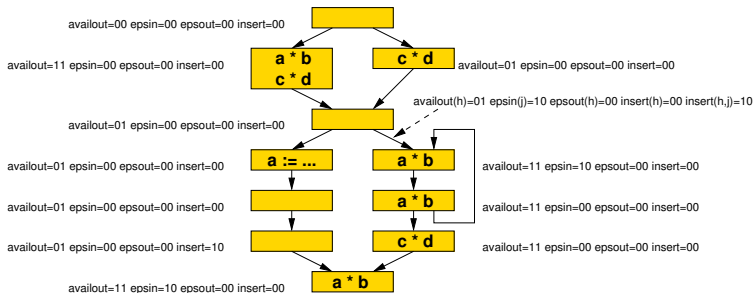 availout=00 epsin=00 epsout=00 insert=00
a * b
c * d
c * d
availout=11 epsin=00 epsout=00 insert=00
availout=01 epsin=00 epsout=00 insert=00
availout(h)=01 epsin(j)=10 epsout(h)=00 insert(h)=00 insert(h,j)=10
availout=01 epsin=00 epsout=00 insert=00
availout=01 epsin=00 epsout=00 insert=00
a := ...
a * b
availout=11 epsin=10 epsout=00 insert=00
availout=01 epsin=00 epsout=00 insert=00
a * b
availout=11 epsin=00 epsout=00 insert=00
availout=01 epsin=00 epsout=00 insert=10
c * d
availout=11 epsin=00 epsout=00 insert=00
availout=11 epsin=10 epsout=00 insert=00
a * b